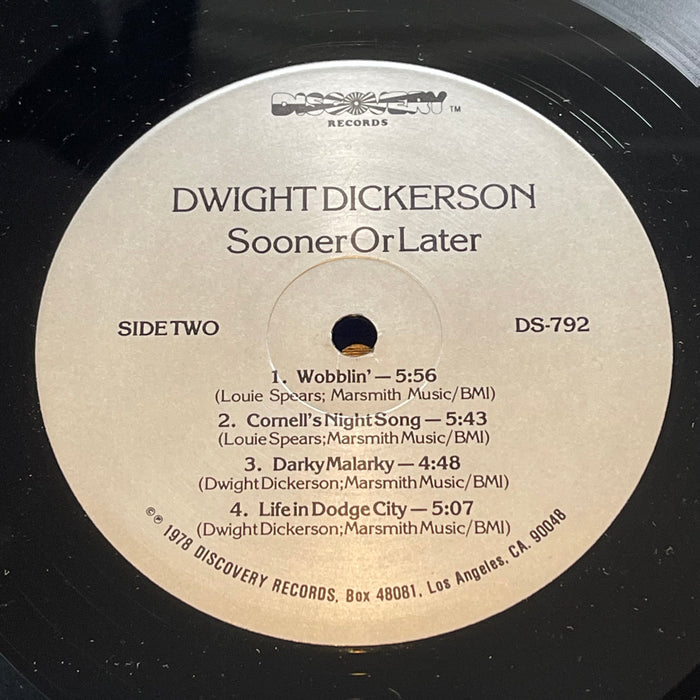 DISCOVERY TM
RECORDS
DWIGHT DICKERSON
Sooner Or Later
SIDE TWO
DS-792
1. Wobblin' — 5:56
(Louie Spears; Marsmith Music/BMI)
2. Cornell's Night Song — 5:43
(Louie Spears; Marsmith Music/BMI)
3. Darky Malarky — 4:48
(Dwight Dickerson; Marsmith Music/BMI)
4. Life in Dodge City — 5:07
(Dwight Dickerson; Marsmith Music/BMI)
©℗ 1978 DISCOVERY RECORDS, Box 48081, Los Angeles, CA. 90048